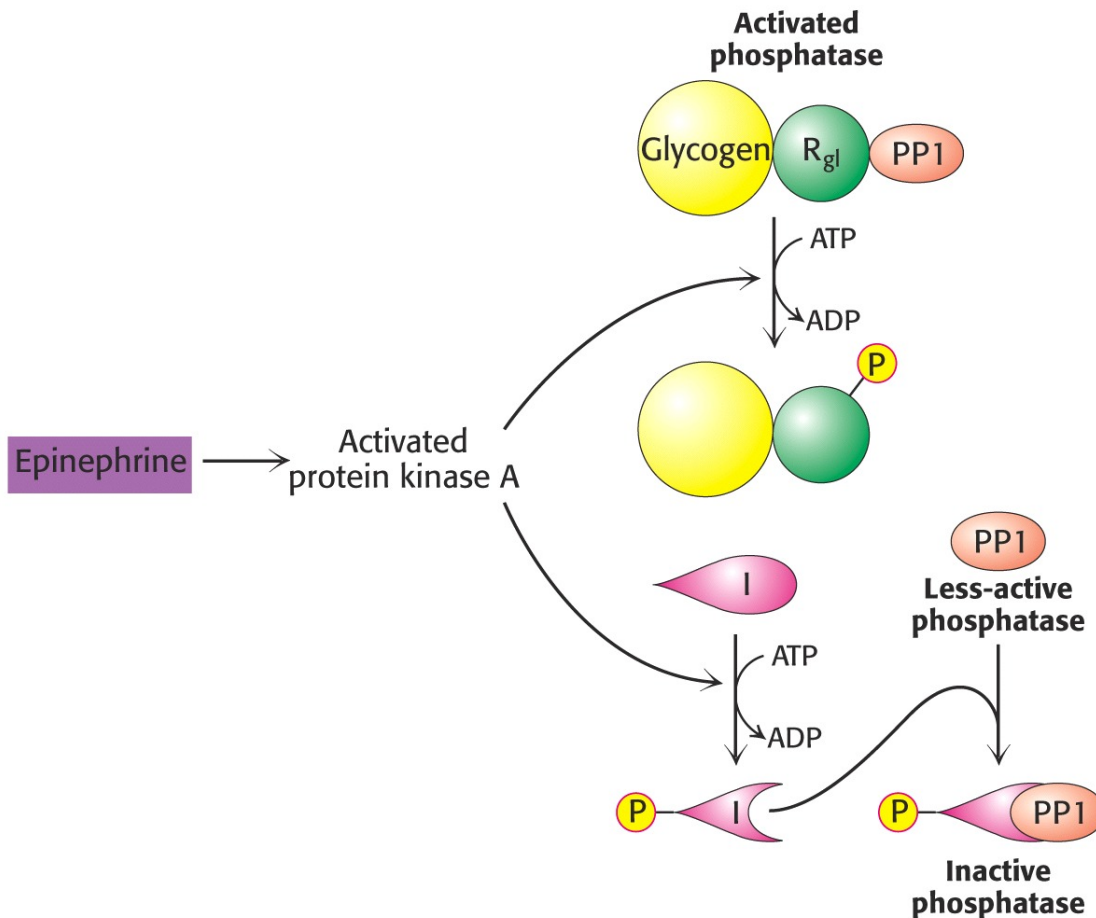 Activated
phosphatase
Glycogen
R_gl
PP1
ATP
ADP
P
Epinephrine
Activated
protein kinase A
PP1
Less-active
phosphatase
I
ATP
ADP
P
I
P
PP1
Inactive
phosphatase